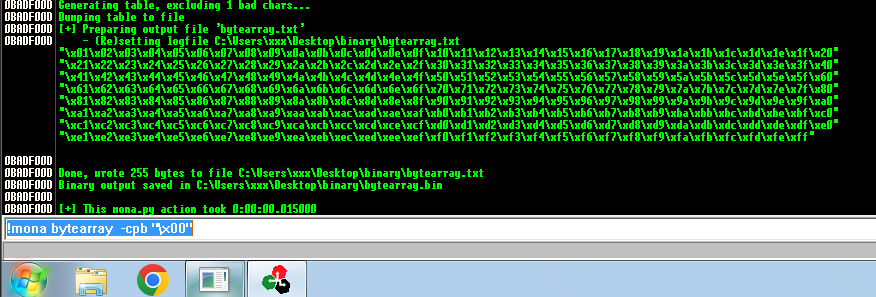 0BADF00D Generating table, excluding 1 bad chars...
0BADF00D Dumping table to file
0BADF00D [+] Preparing output file 'bytearray.txt'
0BADF00D     - (Re)setting logfile C:\Users\xxx\Desktop\binary\bytearray.txt
"\x01\x02\x03\x04\x05\x06\x07\x08\x09\x0a\x0b\x0c\x0d\x0e\x0f\x10\x11\x12\x13\x14\x15\x16\x17\x18\x19\x1a\x1b\x1c\x1d\x1e\x1f\x20"
"\x21\x22\x23\x24\x25\x26\x27\x28\x29\x2a\x2b\x2c\x2d\x2e\x2f\x30\x31\x32\x33\x34\x35\x36\x37\x38\x39\x3a\x3b\x3c\x3d\x3e\x3f\x40"
"\x41\x42\x43\x44\x45\x46\x47\x48\x49\x4a\x4b\x4c\x4d\x4e\x4f\x50\x51\x52\x53\x54\x55\x56\x57\x58\x59\x5a\x5b\x5c\x5d\x5e\x5f\x60"
"\x61\x62\x63\x64\x65\x66\x67\x68\x69\x6a\x6b\x6c\x6d\x6e\x6f\x70\x71\x72\x73\x74\x75\x76\x77\x78\x79\x7a\x7b\x7c\x7d\x7e\x7f\x80"
"\x81\x82\x83\x84\x85\x86\x87\x88\x89\x8a\x8b\x8c\x8d\x8e\x8f\x90\x91\x92\x93\x94\x95\x96\x97\x98\x99\x9a\x9b\x9c\x9d\x9e\x9f\xa0"
"\xa1\xa2\xa3\xa4\xa5\xa6\xa7\xa8\xa9\xaa\xab\xac\xad\xae\xaf\xb0\xb1\xb2\xb3\xb4\xb5\xb6\xb7\xb8\xb9\xba\xbb\xbc\xbd\xbe\xbf\xc0"
"\xc1\xc2\xc3\xc4\xc5\xc6\xc7\xc8\xc9\xca\xcb\xcc\xcd\xce\xcf\xd0\xd1\xd2\xd3\xd4\xd5\xd6\xd7\xd8\xd9\xda\xdb\xdc\xdd\xde\xdf\xe0"
"\xe1\xe2\xe3\xe4\xe5\xe6\xe7\xe8\xe9\xea\xeb\xec\xed\xee\xef\xf0\xf1\xf2\xf3\xf4\xf5\xf6\xf7\xf8\xf9\xfa\xfb\xfc\xfd\xfe\xff"
0BADF00D
0BADF00D Done, wrote 255 bytes to file C:\Users\xxx\Desktop\binary\bytearray.txt
0BADF00D Binary output saved in C:\Users\xxx\Desktop\binary\bytearray.bin
0BADF00D
0BADF00D [+] This mona.py action took 0:00:00.015000
!mona bytearray  -cpb "\x00"